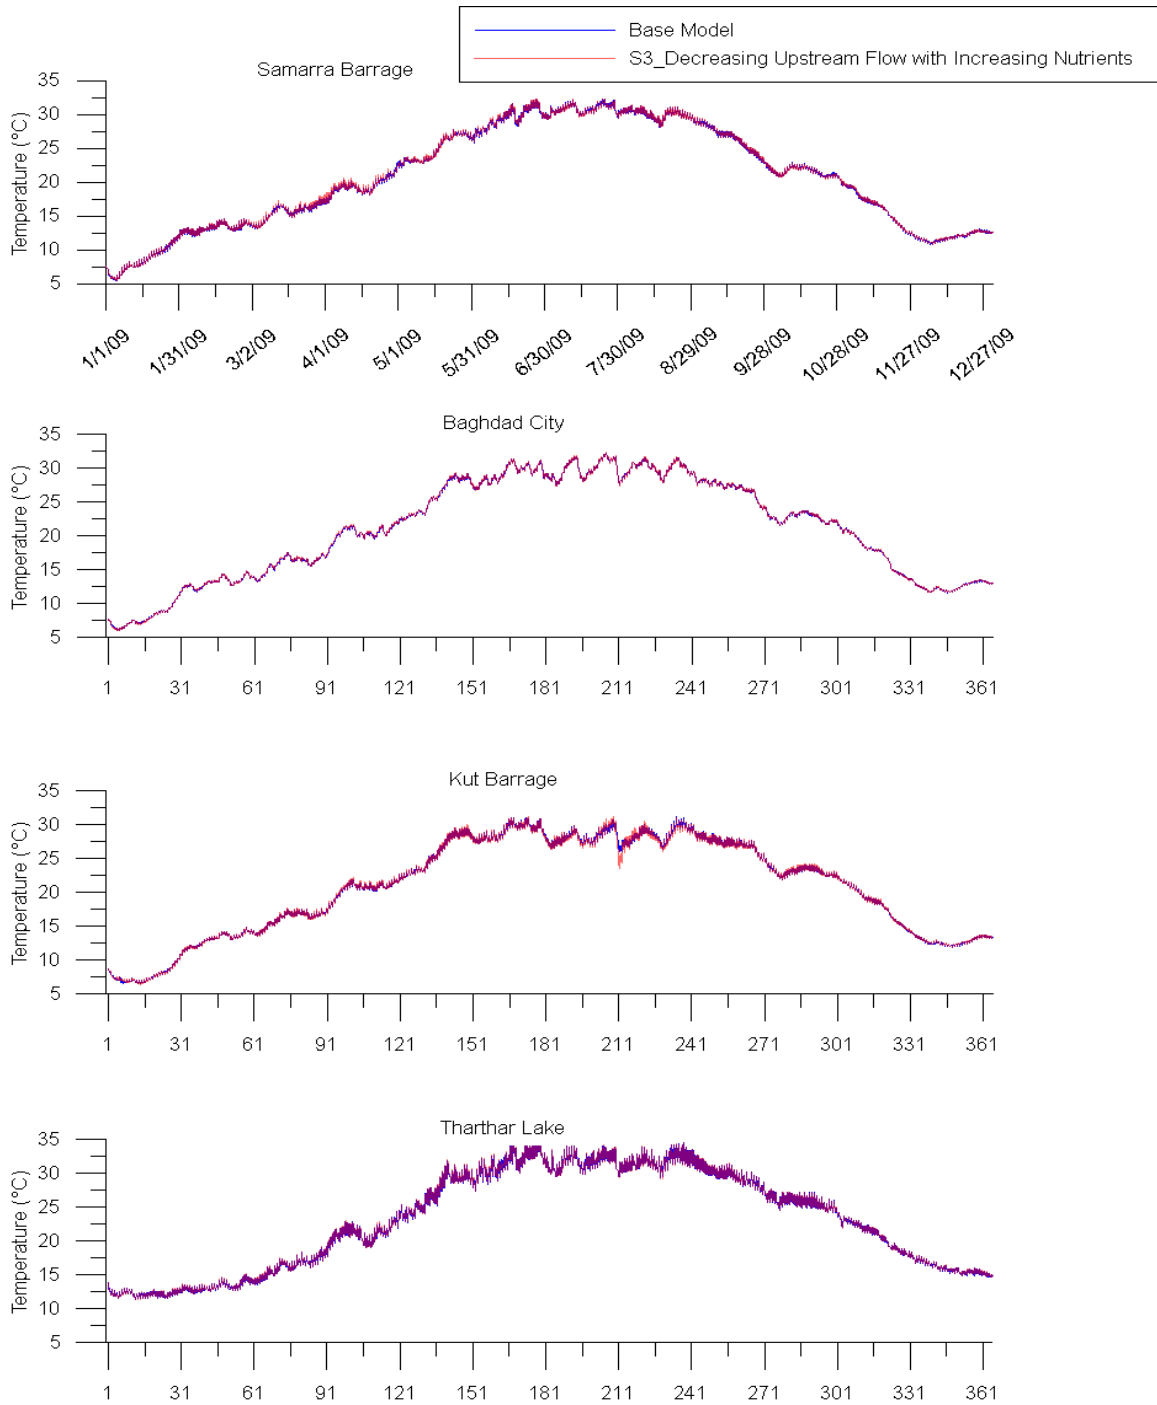 Base Model
S3_Decreasing Upstream Flow with Increasing Nutrients
Samarra Barrage
Temperature (°C)
35
30
25
20
15
10
5
1/1/09 1/31/09 3/2/09 4/1/09 5/1/09 5/31/09 6/30/09 7/30/09 8/29/09 9/28/09 10/28/09 11/27/09 12/27/09
Baghdad City
Temperature (°C)
35
30
25
20
15
10
5
1 31 61 91 121 151 181 211 241 271 301 331 361
Kut Barrage
Temperature (°C)
35
30
25
20
15
10
5
1 31 61 91 121 151 181 211 241 271 301 331 361
Tharthar Lake
Temperature (°C)
35
30
25
20
15
10
5
1 31 61 91 121 151 181 211 241 271 301 331 361